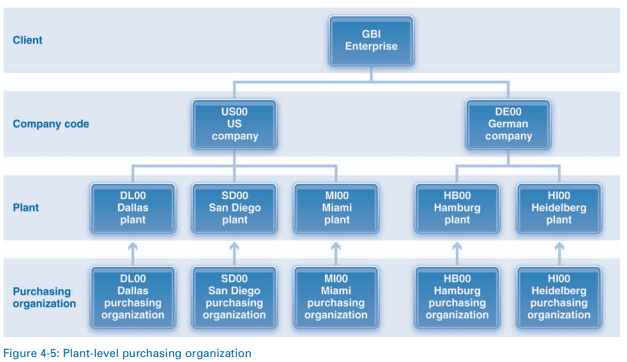 Client
GBI
Enterprise
Company code
US00
US
company
DE00
German
company
Plant
DL00
Dallas
plant
SD00
San Diego
plant
MI00
Miami
plant
HB00
Hamburg
plant
HI00
Heidelberg
plant
Purchasing
organization
DL00
Dallas
purchasing
organization
SD00
San Diego
purchasing
organization
MI00
Miami
purchasing
organization
HB00
Hamburg
purchasing
organization
HI00
Heidelberg
purchasing
organization
Figure 4-5: Plant-level purchasing organization